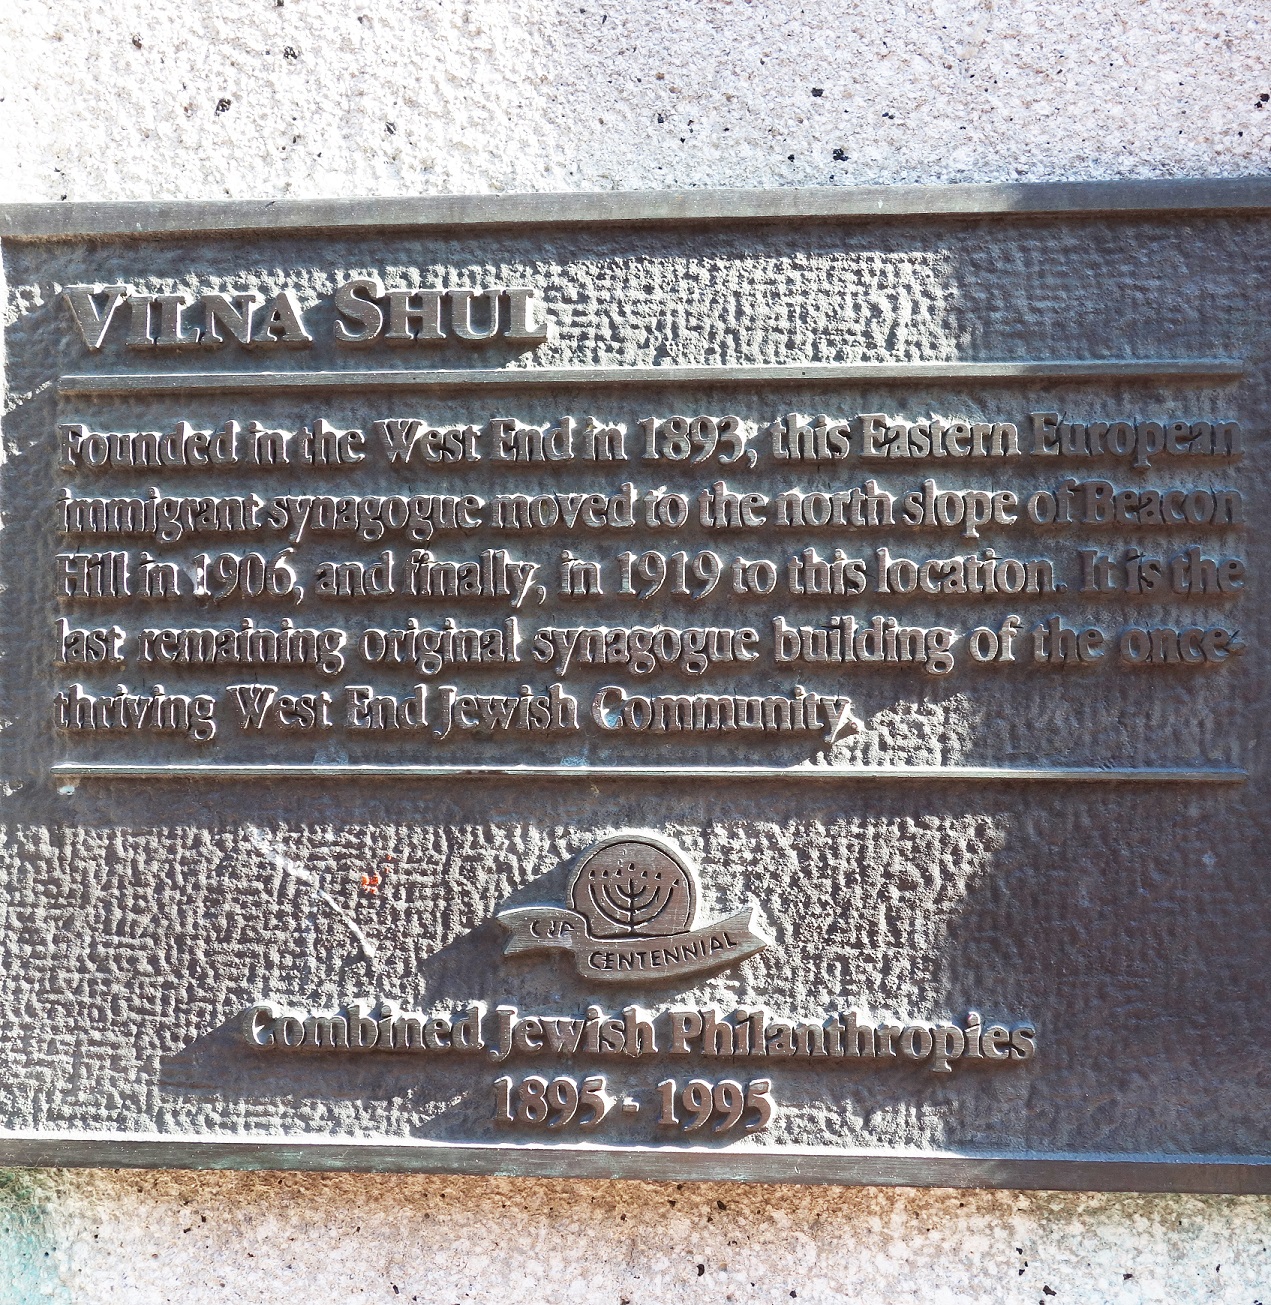 VILNA SHUL
Founded in the West End in 1893, this Eastern European
immigrant synagogue moved to the north slope of Beacon
Hill in 1906, and finally, in 1919 to this location. It is the
last remaining original synagogue building of the once
thriving West End Jewish Community.
CJP
CENTENNIAL
Combined Jewish Philanthropies
1895 - 1995